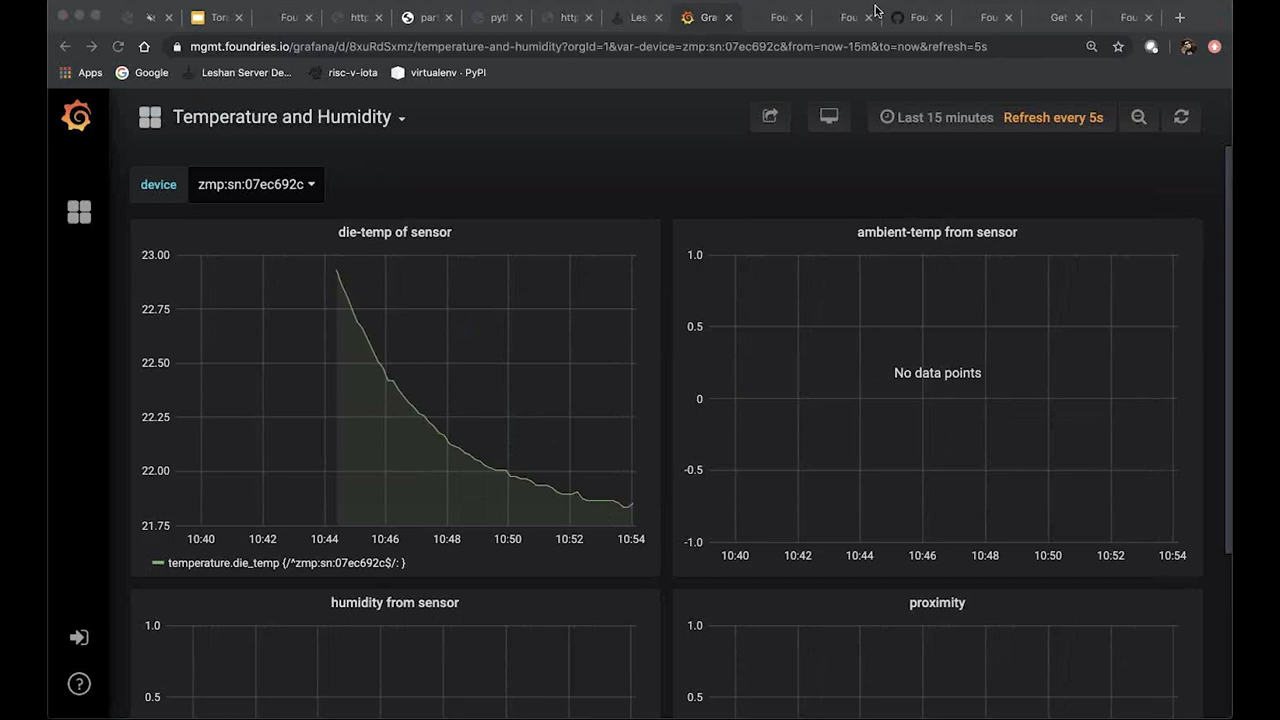 Tor Fou http part pyt http Les Gra Fou Fou Fou Fou Get Fou
mgmt.foundries.io/grafana/d/8xuRdSxmz/temperature-and-humidity?orgId=1&var-device=zmp:sn:07ec692c&from=now-15m&to=now&refresh=5s
Apps Google Leshan Server De... risc-v-iota virtualenv · PyPI
Temperature and Humidity
Last 15 minutes Refresh every 5s
device zmp:sn:07ec692c
die-temp of sensor
23.00
22.75
22.50
22.25
22.00
21.75
10:40 10:42 10:44 10:46 10:48 10:50 10:52 10:54
temperature.die_temp {/^zmp:sn:07ec692c$/: }
ambient-temp from sensor
1.0
0.5
No data points
0
-0.5
-1.0
10:40 10:42 10:44 10:46 10:48 10:50 10:52 10:54
humidity from sensor
1.0
0.5
proximity
1.0
0.5
?